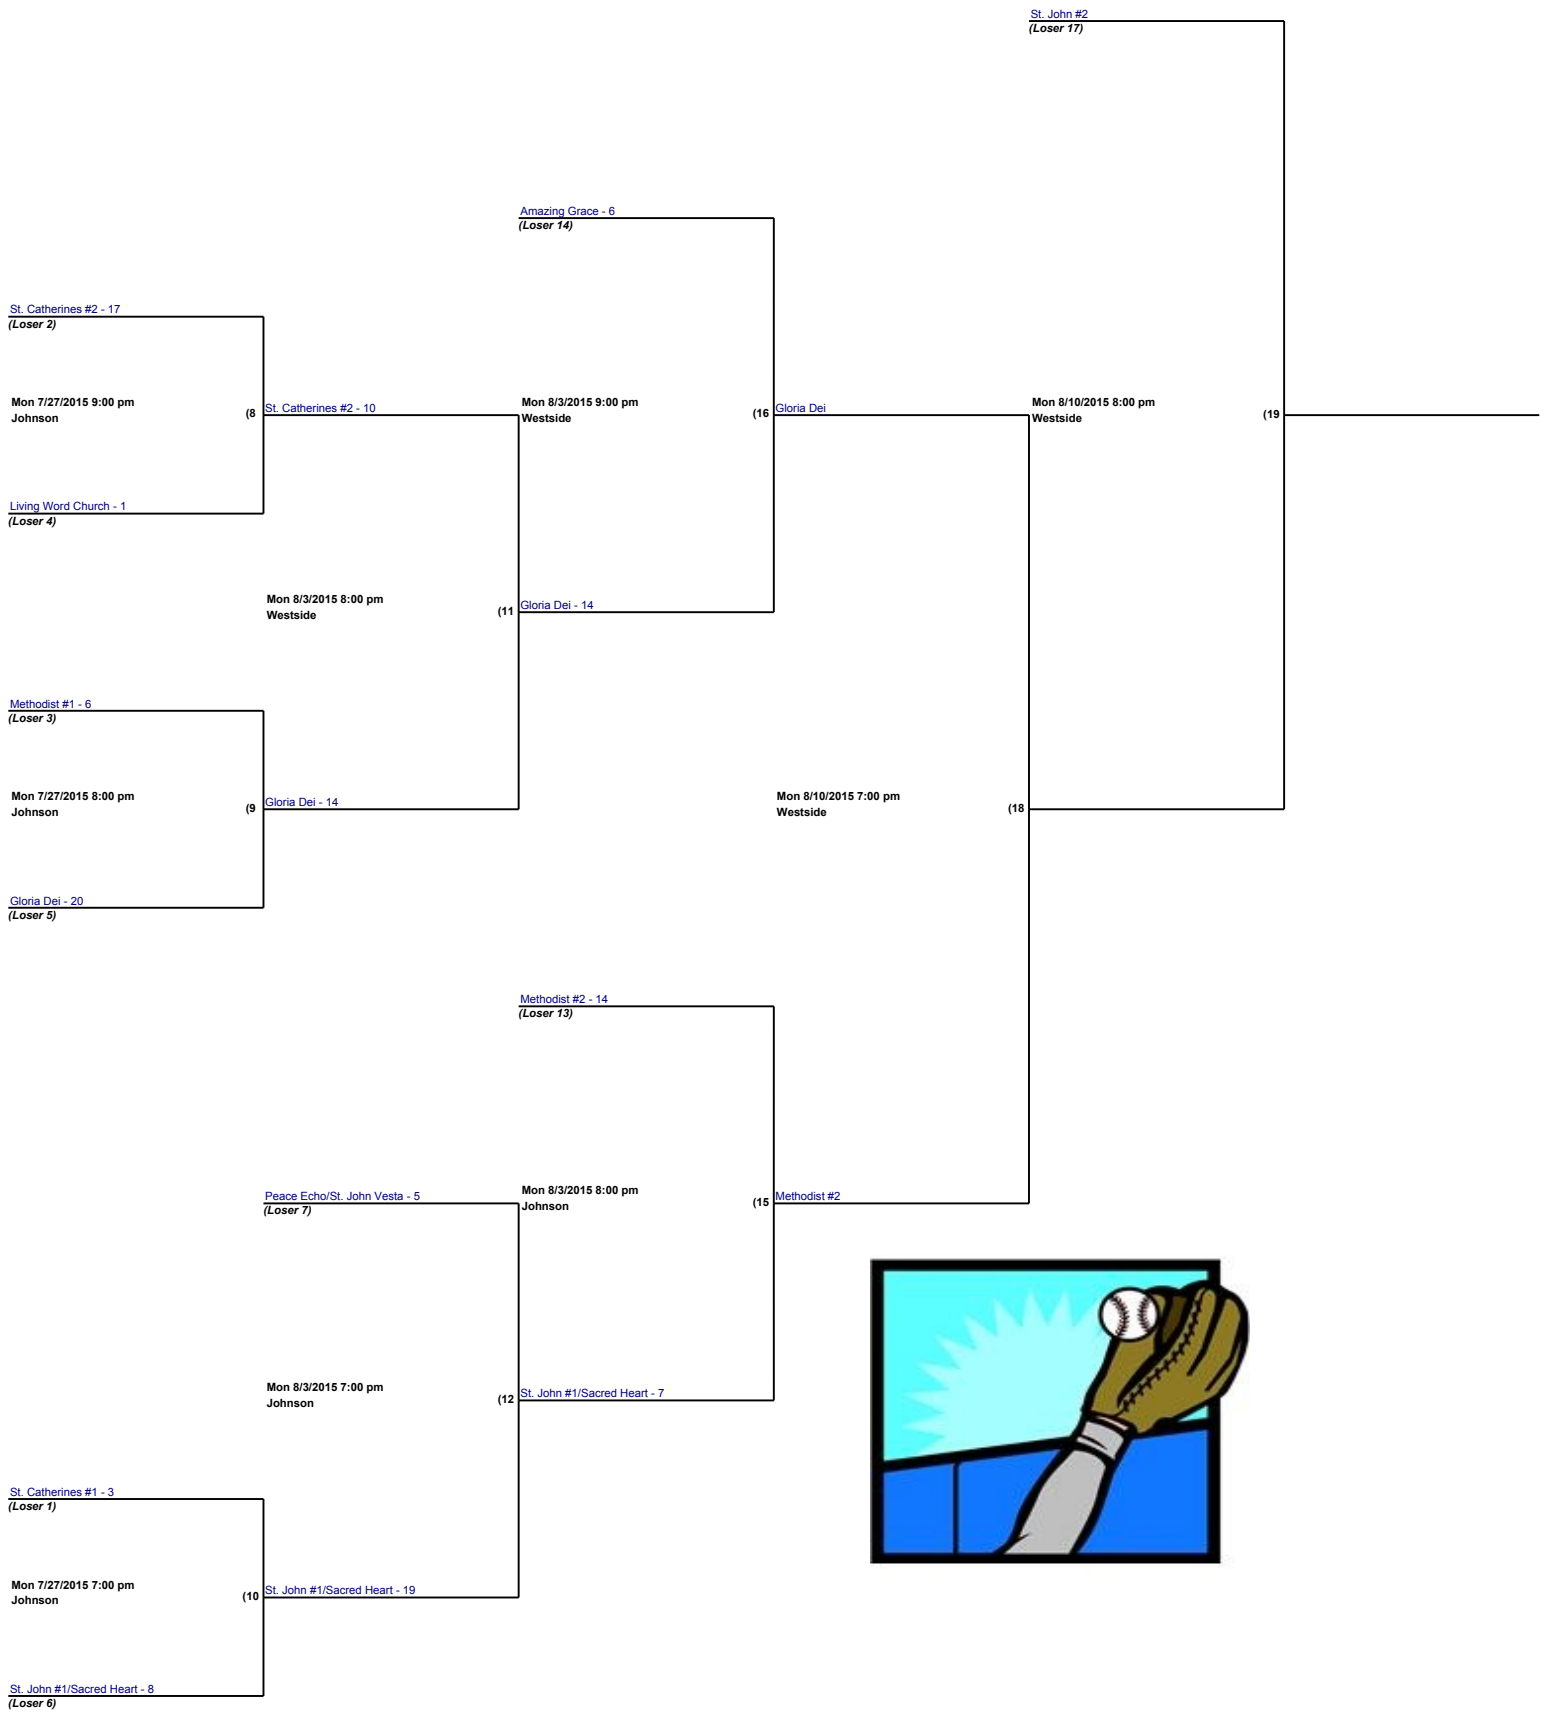 St. John #2
(Loser 17)
Amazing Grace - 6
(Loser 14)
St. Catherines #2 - 17
(Loser 2)
Mon 7/27/2015 9:00 pm
Johnson
(8
St. Catherines #2 - 10
Mon 8/3/2015 9:00 pm
Westside
(16
Gloria Dei
Mon 8/10/2015 8:00 pm
Westside
(19
Living Word Church - 1
(Loser 4)
Mon 8/3/2015 8:00 pm
Westside
(11
Gloria Dei - 14
Methodist #1 - 6
(Loser 3)
Mon 7/27/2015 8:00 pm
Johnson
(9
Gloria Dei - 14
Mon 8/10/2015 7:00 pm
Westside
(18
Gloria Dei - 20
(Loser 5)
Methodist #2 - 14
(Loser 13)
Peace Echo/St. John Vesta - 5
(Loser 7)
Mon 8/3/2015 8:00 pm
Johnson
(15
Methodist #2
Mon 8/3/2015 7:00 pm
Johnson
(12
St. John #1/Sacred Heart - 7
St. Catherines #1 - 3
(Loser 1)
Mon 7/27/2015 7:00 pm
Johnson
(10
St. John #1/Sacred Heart - 19
St. John #1/Sacred Heart - 8
(Loser 6)